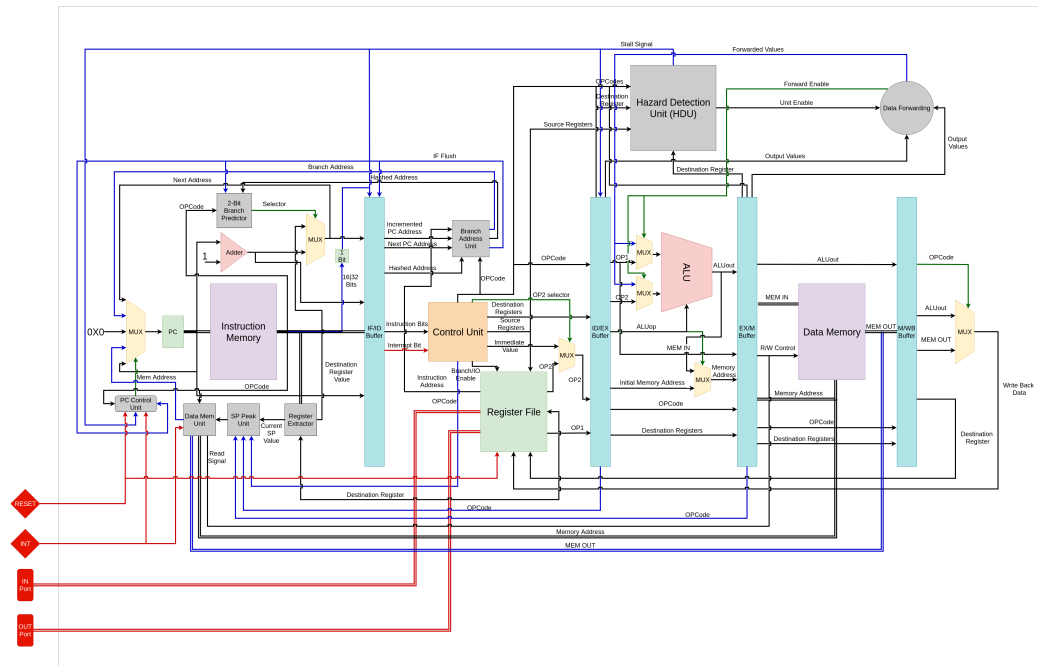 Stall Signal
Forwarded Values
OPCodes
Destination
Register
Hazard Detection
Unit (HDU)
Forward Enable
Unit Enable
Data Forwarding
Source Registers
Output
Values
IF Flush
Output Values
Branch Address
Destination Register
Next Address
Hashed Address
OPCode
2-Bit
Branch
Predictor
Selector
MUX
Adder
1
1
Bit
16|32
Bits
Incremented
PC Address
Next PC Address
Hashed Address
Branch
Address
Unit
OPCode
OPCode
OP1
OP2
MUX
MUX
ALU
ALUout
ALUout
OPCode
0X0
MUX
PC
Instruction
Memory
IF/ID
Buffer
Instruction Bits
Interrupt Bit
Control Unit
Destination
Registers
Source
Registers
Immediate
Value
OP2 selector
MUX
OP2
OP2
ID/EX
Buffer
ALUop
MEM IN
EX/M
Buffer
MEM IN
R/W Control
Data Memory
MEM OUT
M/WB
Buffer
ALUout
MEM OUT
MUX
Write Back
Data
Mem Address
OPCode
Destination
Register
Value
Instruction
Address
Branch/IO
Enable
OPCode
Initial Memory Address
MUX
Memory
Address
Memory Address
PC Control
Unit
Data Mem
Unit
SP Peak
Unit
Register
Extractor
Current
SP
Value
Read
Signal
Register File
OP1
OPCode
Destination Registers
OPCode
Destination Registers
Destination
Register
RESET
Destination Register
OPCode
OPCode
INT
Memory Address
MEM OUT
IN
Port
OUT
Port